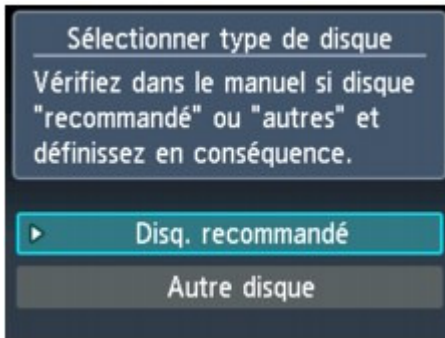 Sélectionner type de disque
Vérifiez dans le manuel si disque
"recommandé" ou "autres" et
définissez en conséquence.
Disq. recommandé
Autre disque